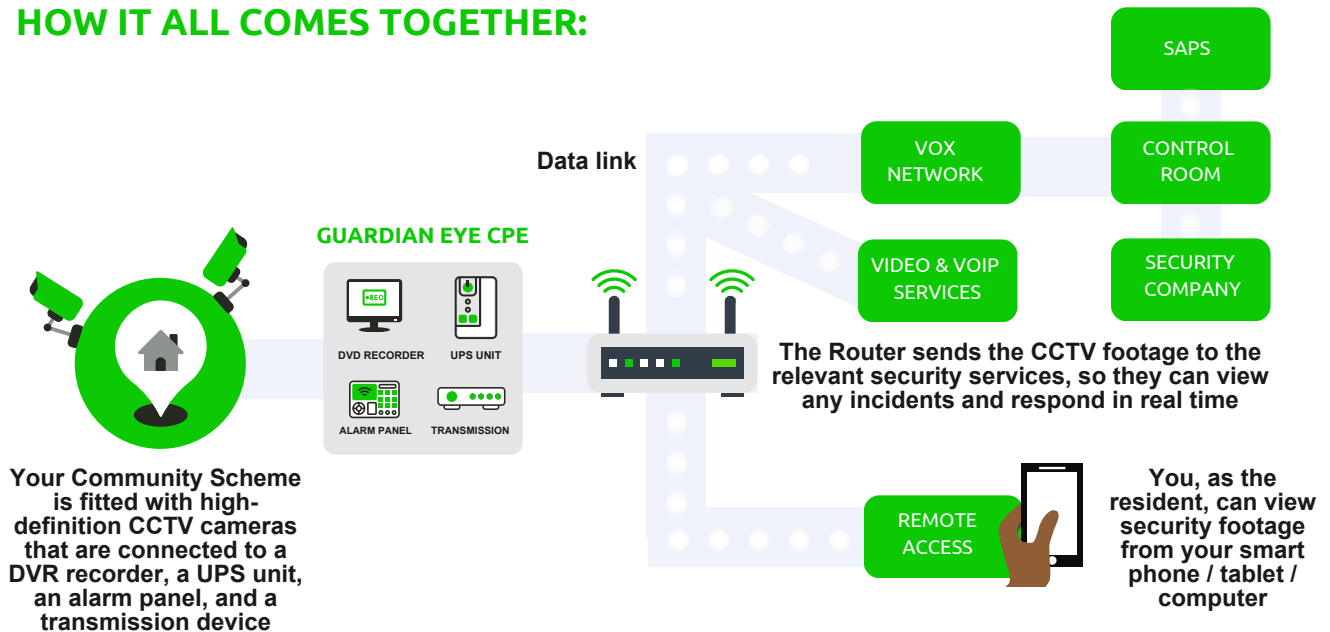 HOW IT ALL COMES TOGETHER:
SAPS
Data link
VOX
NETWORK
CONTROL
ROOM
GUARDIAN EYE CPE
REC
DVD RECORDER
UPS UNIT
ALARM PANEL
TRANSMISSION
VIDEO & VOIP
SERVICES
SECURITY
COMPANY
The Router sends the CCTV footage to the
relevant security services, so they can view
any incidents and respond in real time
Your Community Scheme
is fitted with high-
definition CCTV cameras
that are connected to a
DVR recorder, a UPS unit,
an alarm panel, and a
transmission device
REMOTE
ACCESS
You, as the
resident, can view
security footage
from your smart
phone / tablet /
computer